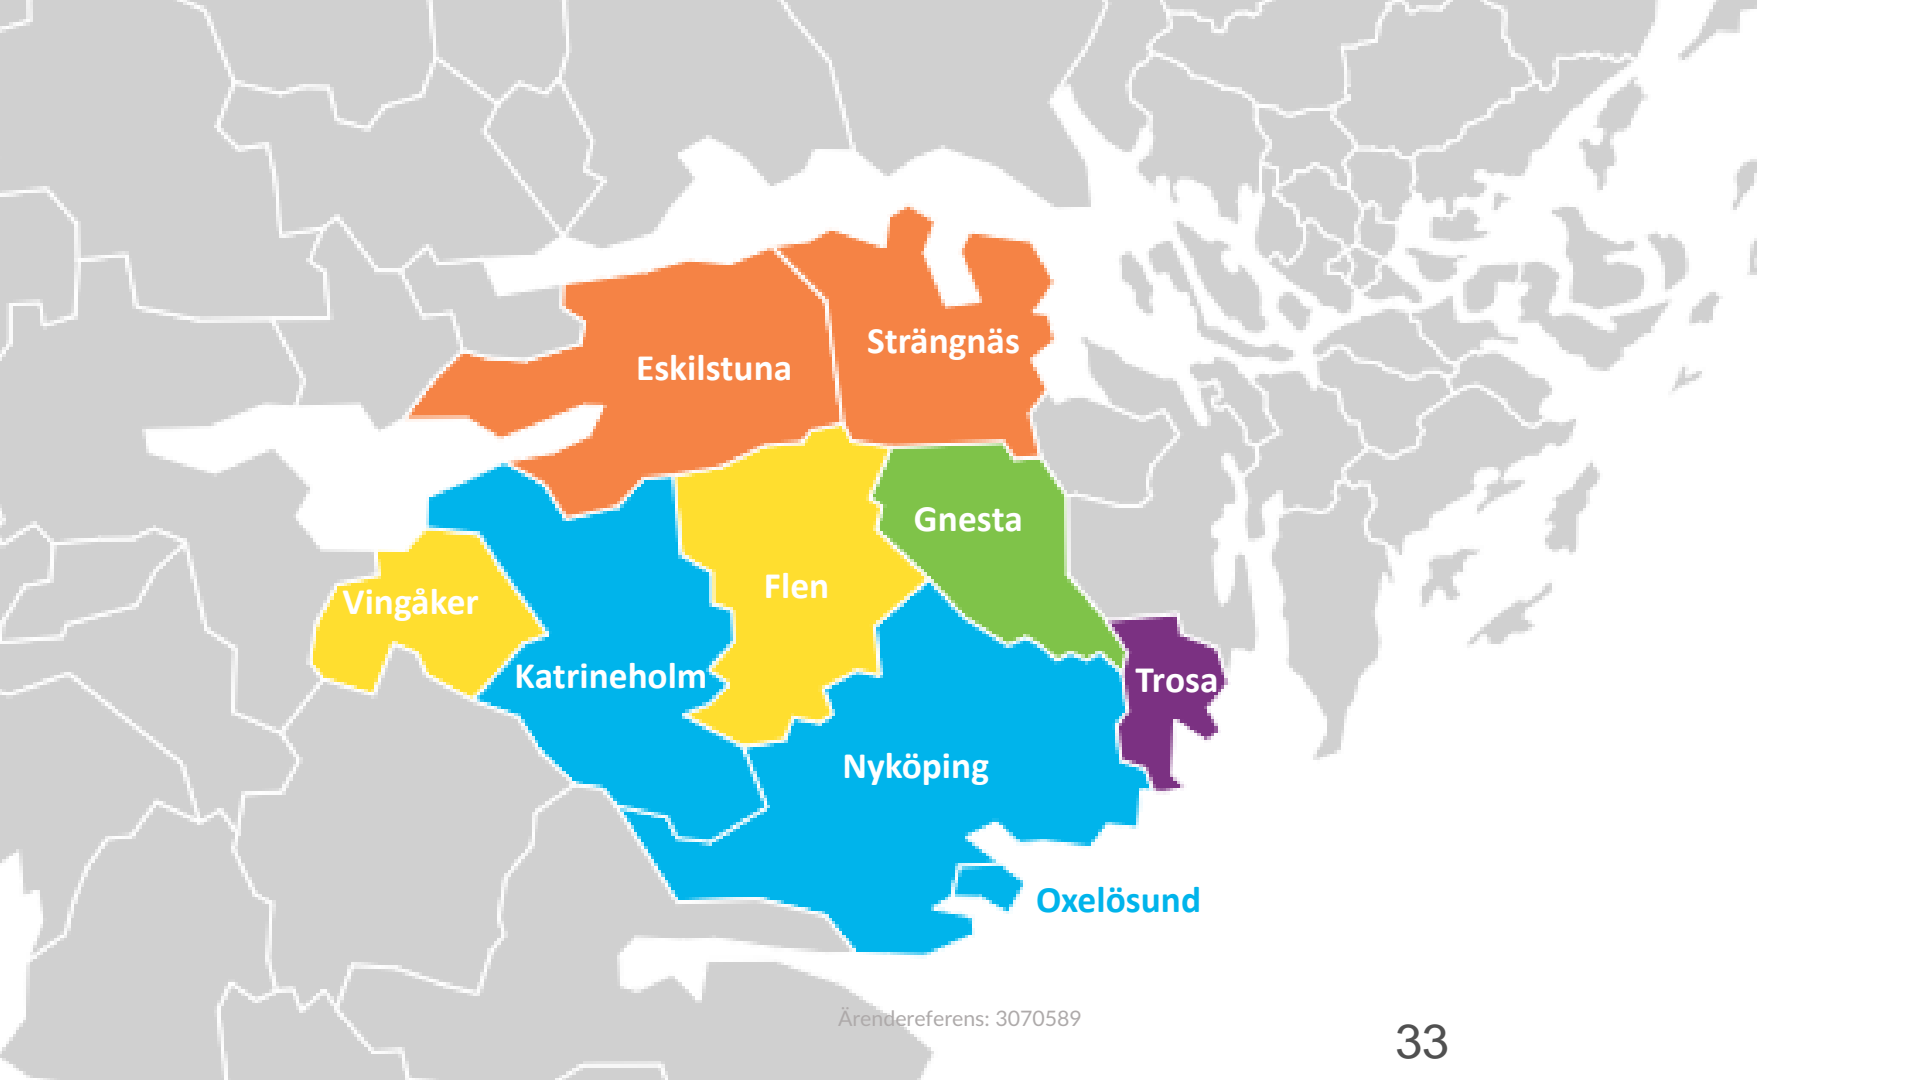 Strängnäs
Eskilstuna
Gnesta
Flen
Vingåker
Katrineholm
Trosa
Nyköping
Oxelösund
Ärendereferens: 3070589
33